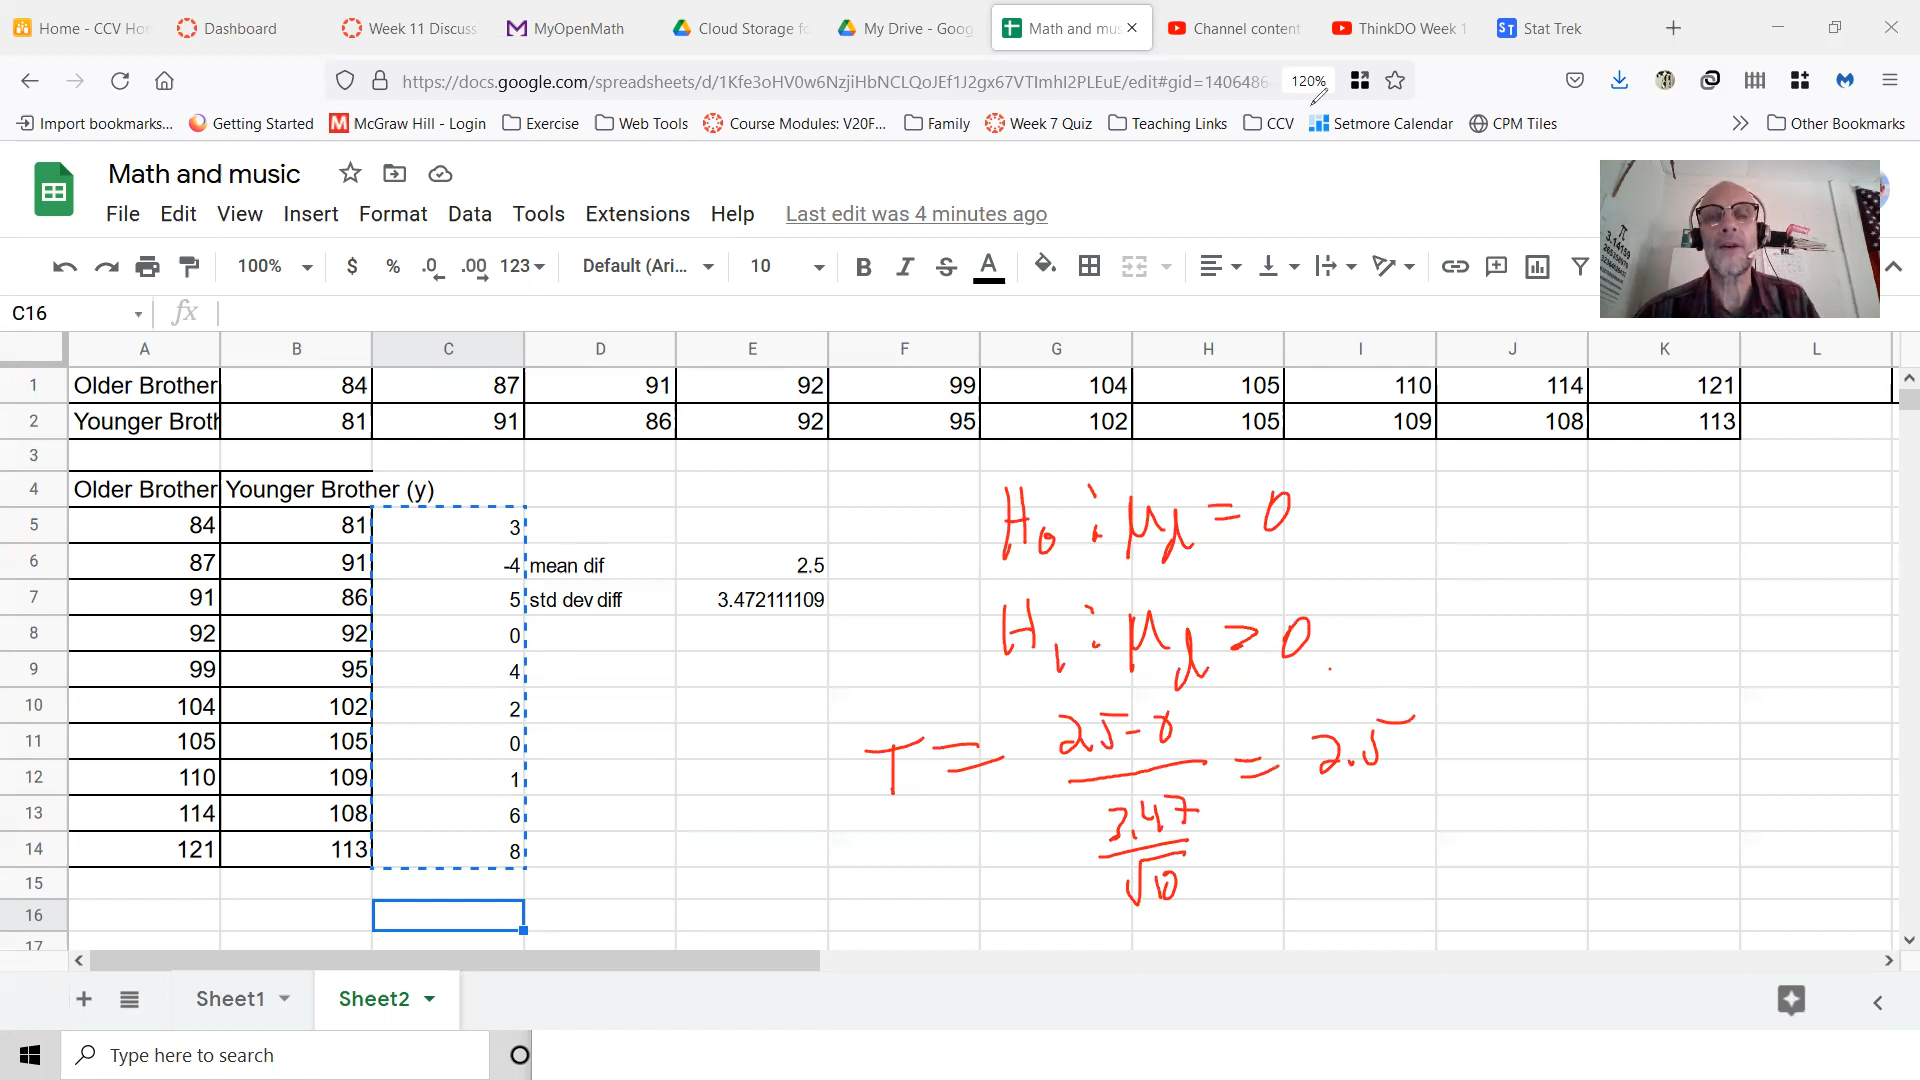 Home - CCV Hor
Dashboard
Week 11 Discuss
MyOpenMath
Cloud Storage fo
My Drive - Goog
Math and mus
Channel content
ThinkDO Week 1
Stat Trek
https://docs.google.com/spreadsheets/d/1Kfe3oHV0w6NzjiHbNCLQoJEf1J2gx67VTImhI2PLEuE/edit#gid=1406486
120%
Import bookmarks...
Getting Started
McGraw Hill - Login
Exercise
Web Tools
Course Modules: V20F...
Family
Week 7 Quiz
Teaching Links
CCV
Setmore Calendar
CPM Tiles
Other Bookmarks
Math and music
File Edit View Insert Format Data Tools Extensions Help Last edit was 4 minutes ago
100% $ % .0 .00 123 Default (Ari... 10 B I S A
C16 fx
A B C D E F G H I J K L
1 Older Brother 84 87 91 92 99 104 105 110 114 121
2 Younger Broth 81 91 86 92 95 102 105 109 108 113
3
4 Older Brother Younger Brother (y)
5 84 81 3
6 87 91 -4 mean dif 2.5
7 91 86 5 std dev diff 3.472111109
8 92 92 0
9 99 95 4
10 104 102 2
11 105 105 0
12 110 109 1
13 114 108 6
14 121 113 8
15
16
17
H0 : μd = 0
H1 : μd > 0
T = 2.5-0 = 2.5
3.47
√10
π
3.14159
+ Sheet1 Sheet2
Type here to search